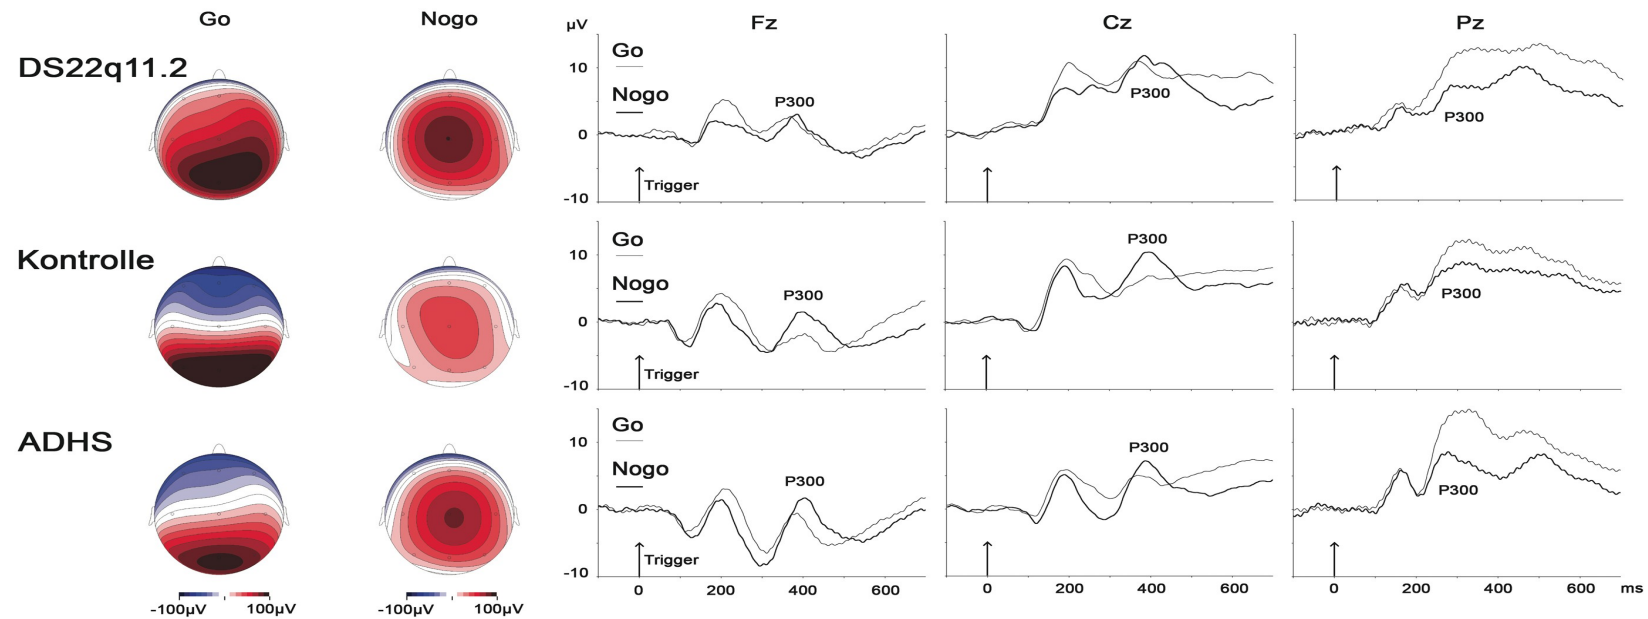 Go Nogo µV Fz Cz Pz
DS22q11.2
10 Go
Nogo P300 P300 P300
0
Trigger
-10
Kontrolle
10 Go P300
Nogo P300 P300
0
Trigger
-10
ADHS
10 Go P300
Nogo P300 P300
0
Trigger
-10
0 200 400 600 0 200 400 600 0 200 400 600 ms
-100µV 100µV -100µV 100µV